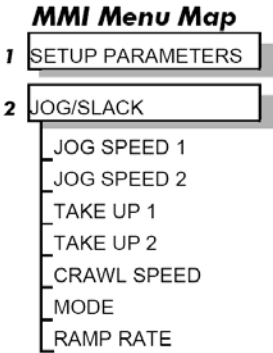 MMI Menu Map
1 SETUP PARAMETERS
2 JOG/SLACK
JOG SPEED 1
JOG SPEED 2
TAKE UP 1
TAKE UP 2
CRAWL SPEED
MODE
RAMP RATE